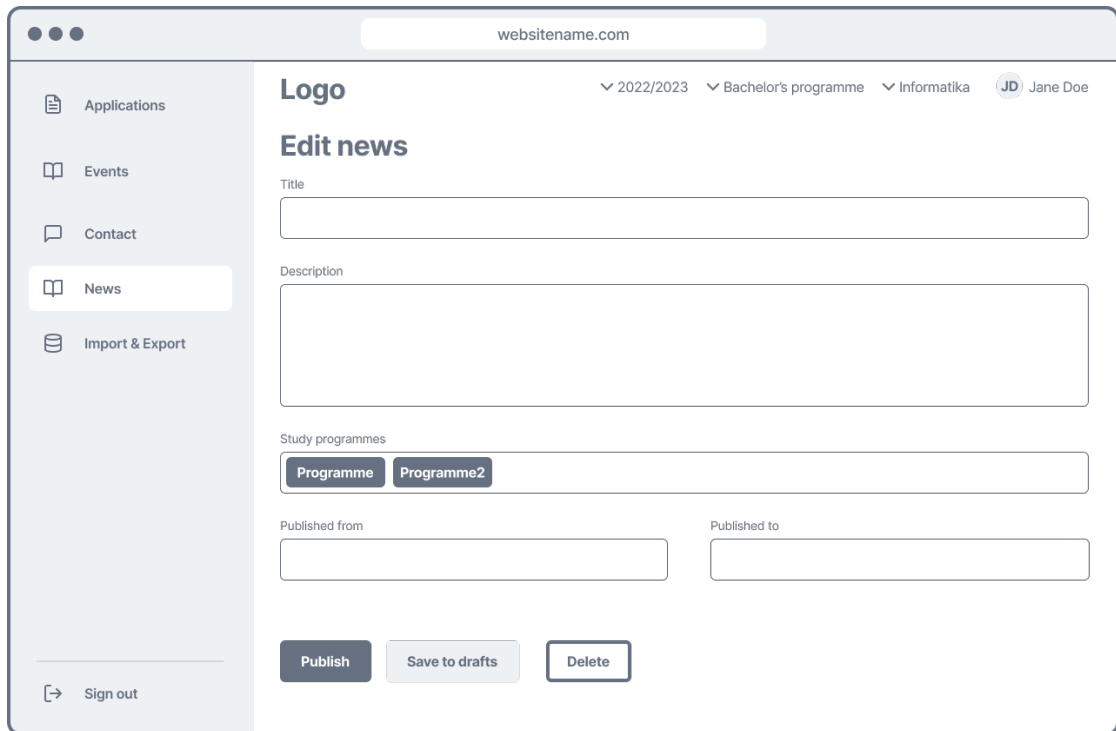 websitename.com
Applications
Events
Contact
News
Import & Export
Sign out
Logo
2022/2023 Bachelor's programme Informatika JD Jane Doe
Edit news
Title
Description
Study programmes
Programme Programme2
Published from Published to
Publish Save to drafts Delete